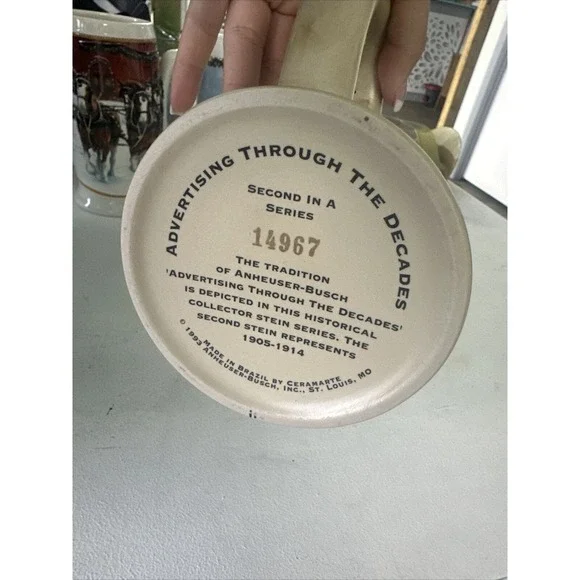 ADVERTISING THROUGH THE DECADES
SECOND IN A
SERIES
14967
THE TRADITION
OF ANHEUSER-BUSCH
'ADVERTISING THROUGH THE DECADES'
IS DEPICTED IN THIS HISTORICAL
COLLECTOR STEIN SERIES. THE
SECOND STEIN REPRESENTS
1905-1914
MADE IN BRAZIL BY CERAMARTE
© 1993 ANHEUSER-BUSCH, INC., ST. LOUIS, MO